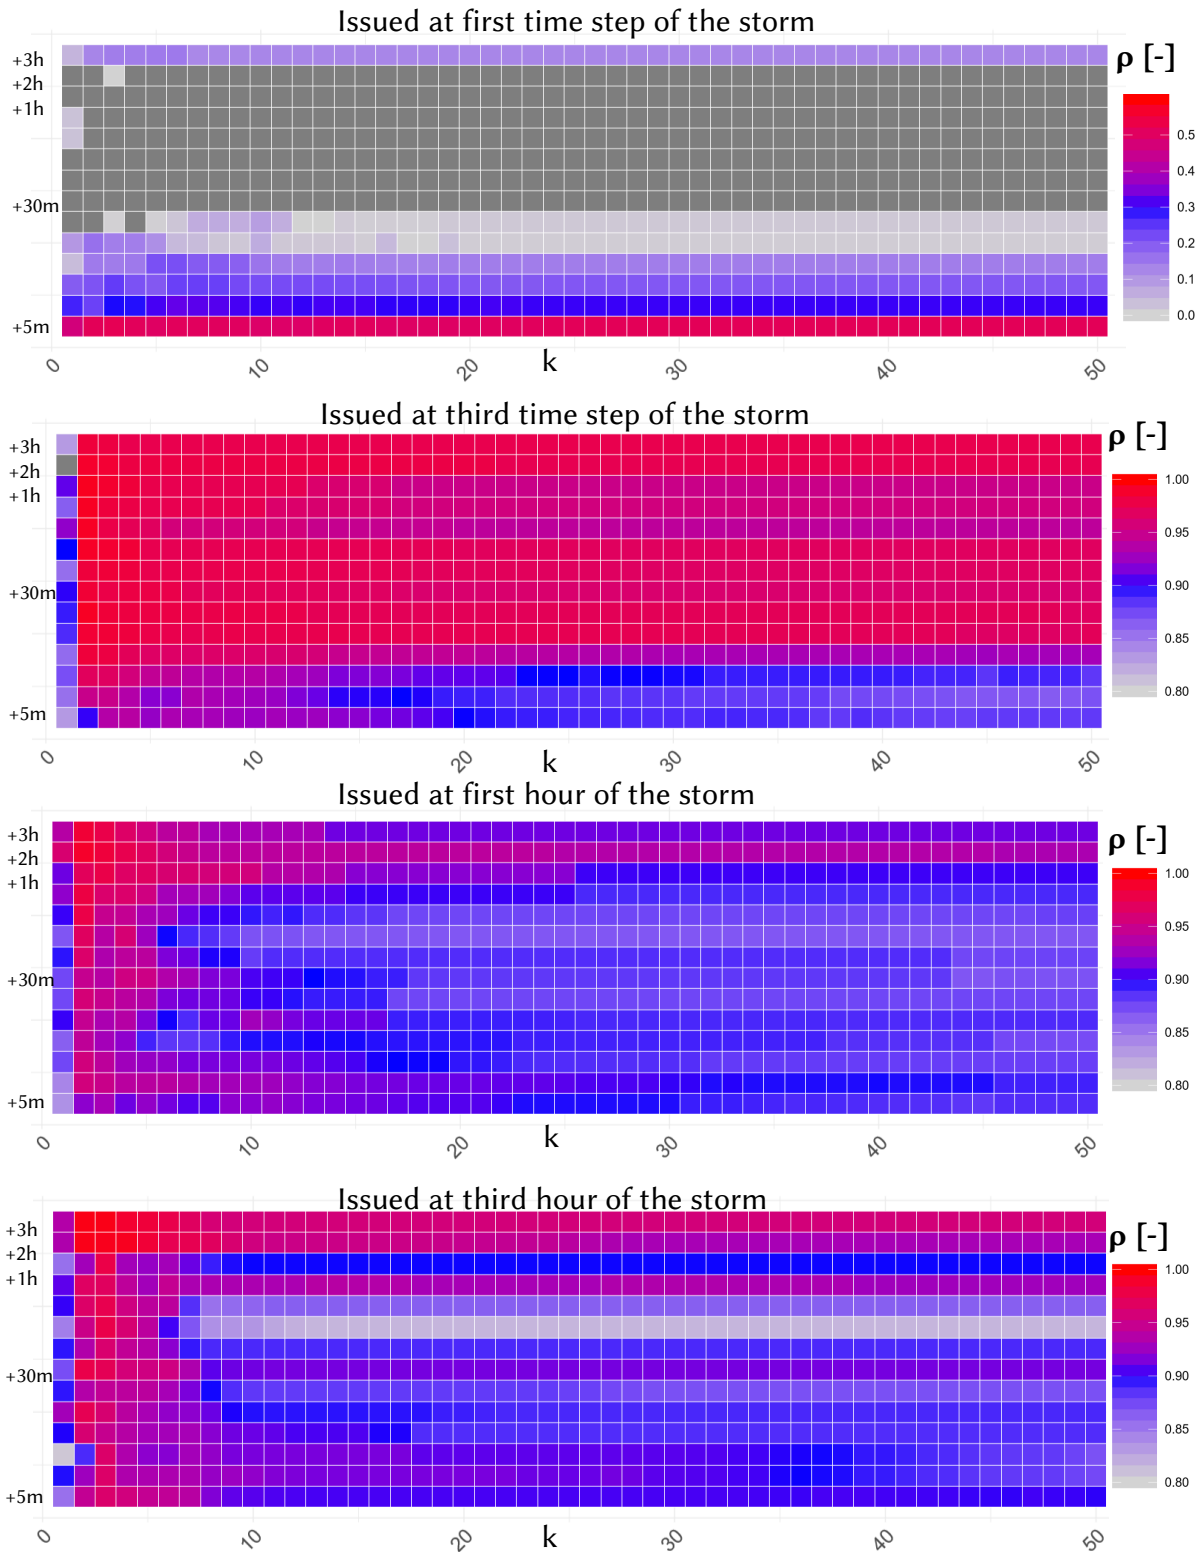 Issued at first time step of the storm
+3h
+2h
+1h
+30m
+5m
ρ [-]
0.5
0.4
0.3
0.2
0.1
0.0
0
10
20
30
40
50
k
Issued at third time step of the storm
+3h
+2h
+1h
+30m
+5m
ρ [-]
1.00
0.95
0.90
0.85
0.80
0
10
20
30
40
50
k
Issued at first hour of the storm
+3h
+2h
+1h
+30m
+5m
ρ [-]
1.00
0.95
0.90
0.85
0.80
0
10
20
30
40
50
k
Issued at third hour of the storm
+3h
+2h
+1h
+30m
+5m
ρ [-]
1.00
0.95
0.90
0.85
0.80
0
10
20
30
40
50
k